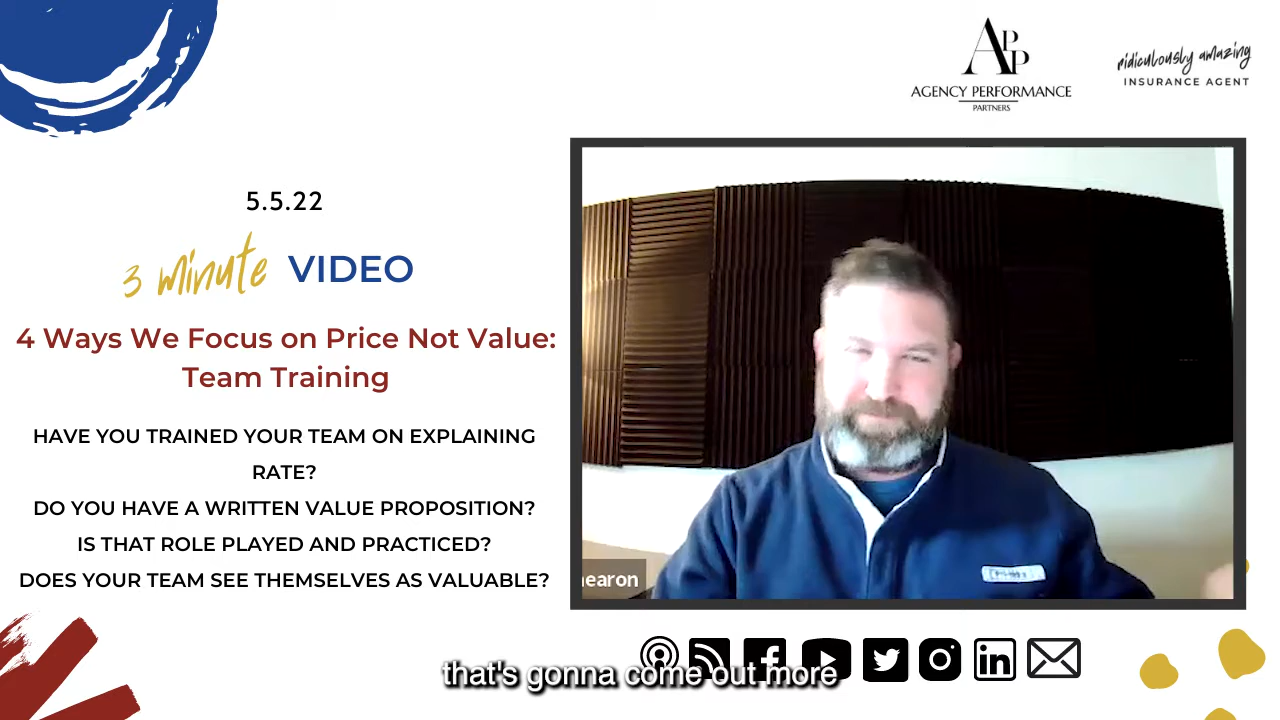 APP
AGENCY PERFORMANCE
PARTNERS
ridiculously amazing
INSURANCE AGENT
5.5.22
3 minute VIDEO
4 Ways We Focus on Price Not Value:
Team Training
HAVE YOU TRAINED YOUR TEAM ON EXPLAINING
RATE?
DO YOU HAVE A WRITTEN VALUE PROPOSITION?
IS THAT ROLE PLAYED AND PRACTICED?
DOES YOUR TEAM SEE THEMSELVES AS VALUABLE?
that's gonna come out more